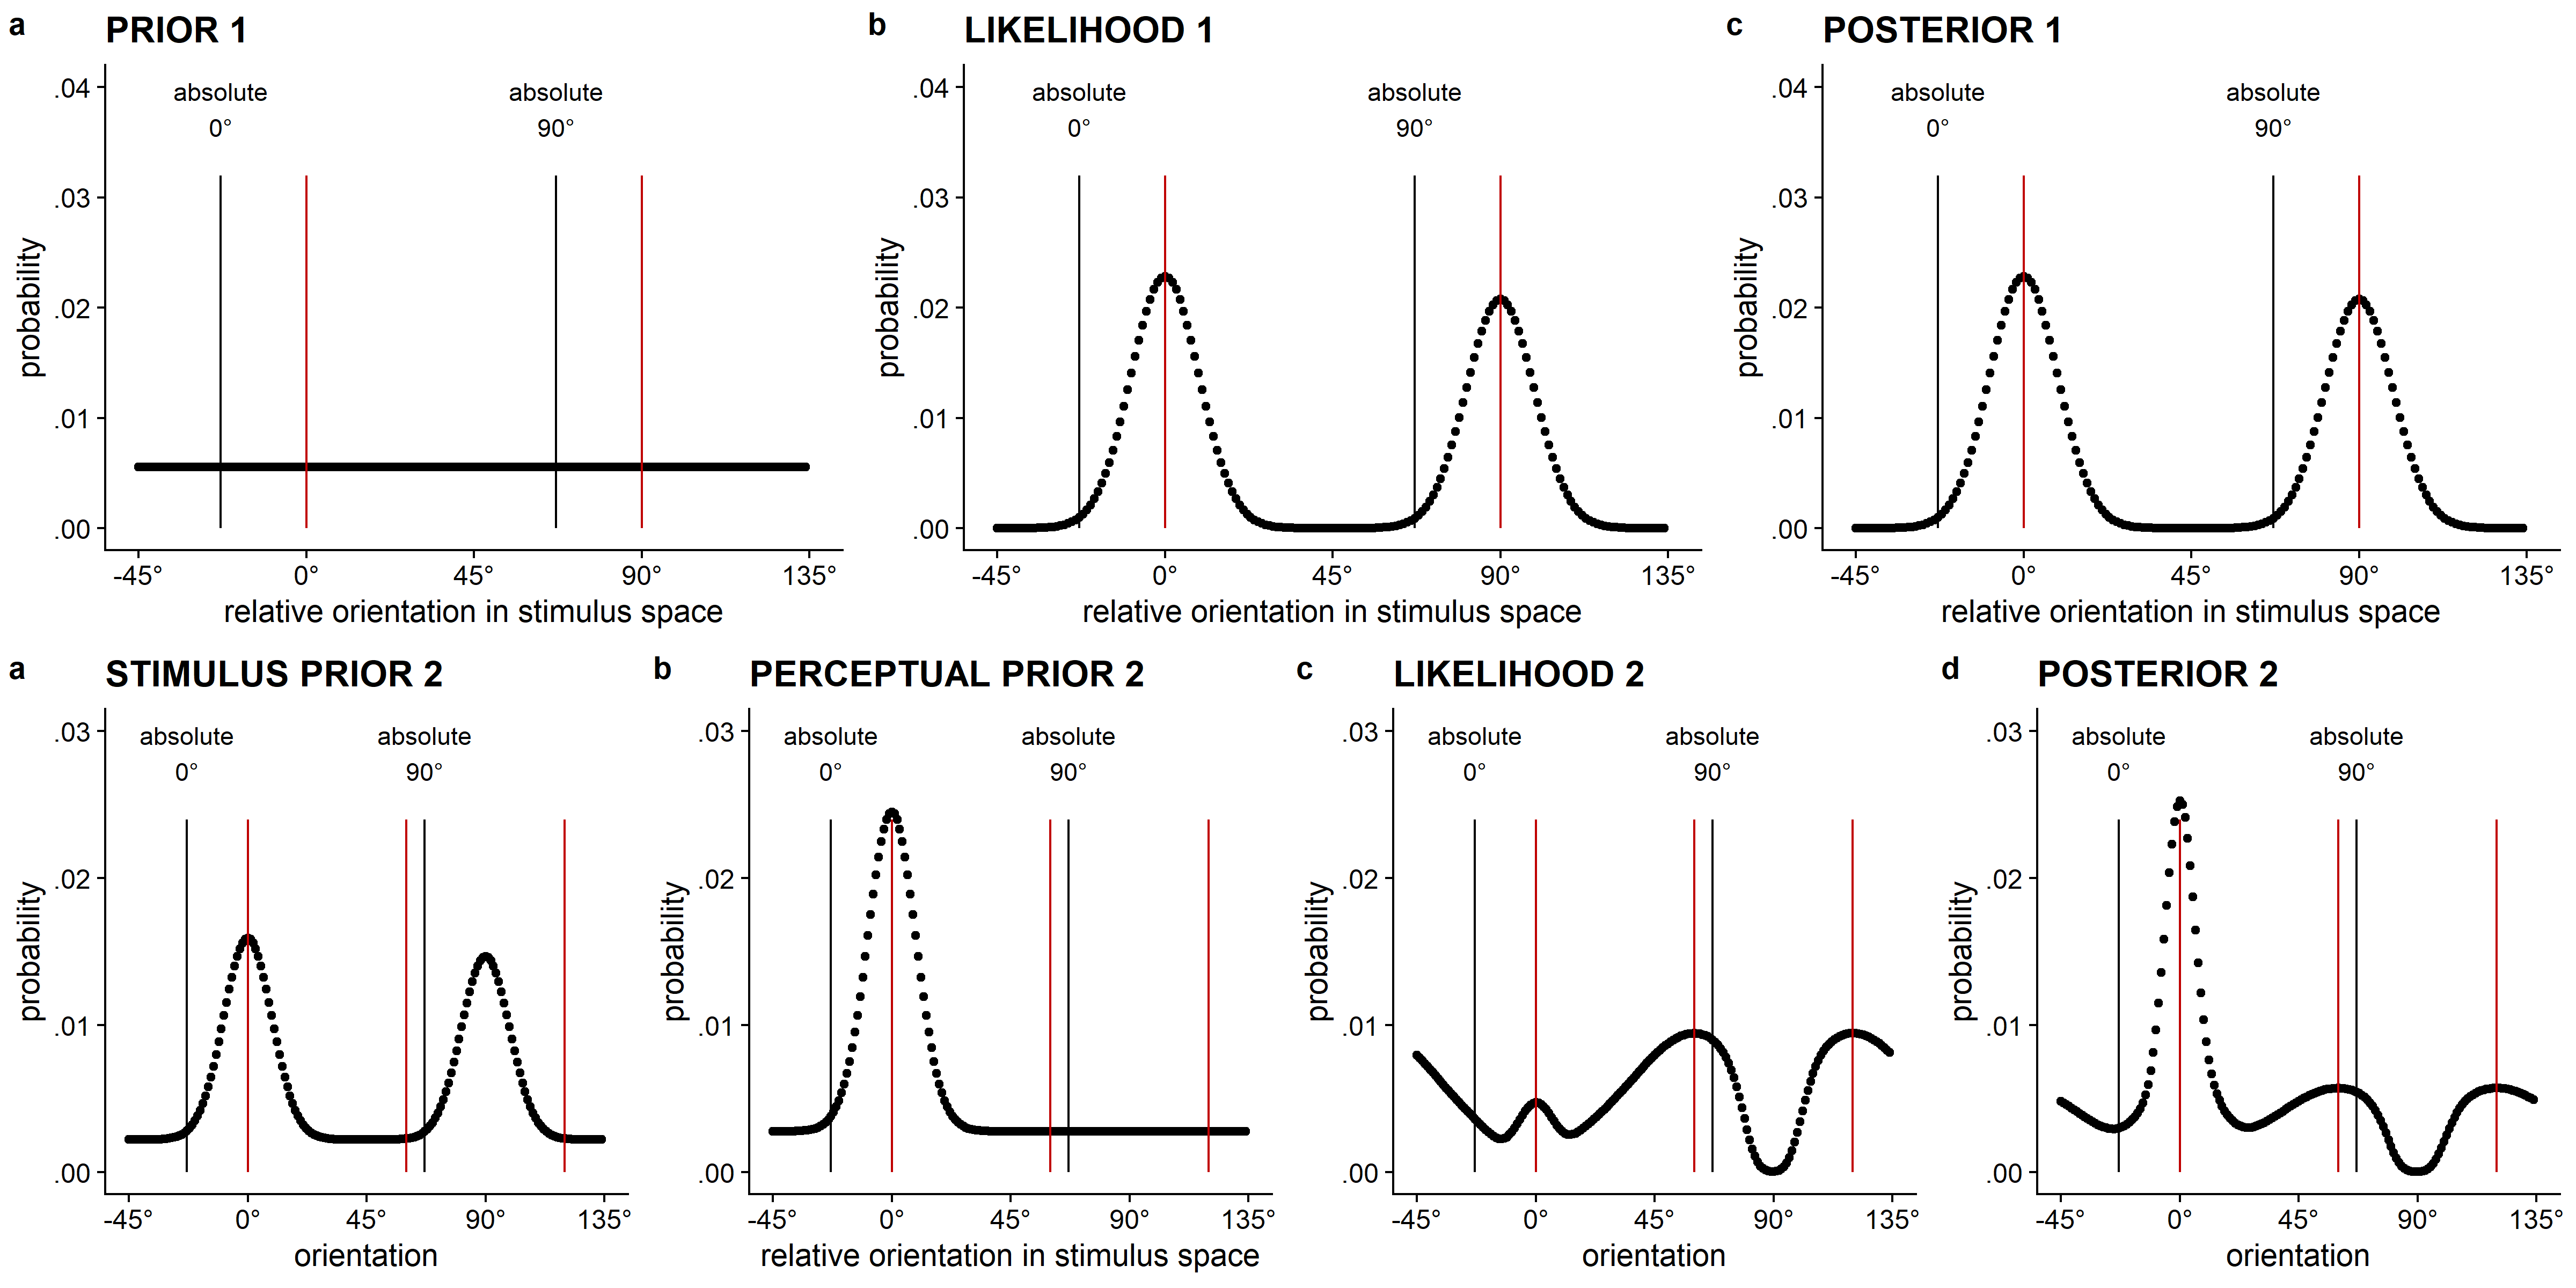 a PRIOR 1
absolute absolute
0° 90°
.04
.03
.02
.01
.00
probability
-45° 0° 45° 90° 135°
relative orientation in stimulus space
b LIKELIHOOD 1
absolute absolute
0° 90°
.04
.03
.02
.01
.00
probability
-45° 0° 45° 90° 135°
relative orientation in stimulus space
c POSTERIOR 1
absolute absolute
0° 90°
.04
.03
.02
.01
.00
probability
-45° 0° 45° 90° 135°
relative orientation in stimulus space
a STIMULUS PRIOR 2
absolute absolute
0° 90°
.03
.02
.01
.00
probability
-45° 0° 45° 90° 135°
orientation
b PERCEPTUAL PRIOR 2
absolute absolute
0° 90°
.03
.02
.01
.00
probability
-45° 0° 45° 90° 135°
relative orientation in stimulus space
c LIKELIHOOD 2
absolute absolute
0° 90°
.03
.02
.01
.00
probability
-45° 0° 45° 90° 135°
orientation
d POSTERIOR 2
absolute absolute
0° 90°
.03
.02
.01
.00
probability
-45° 0° 45° 90° 135°
orientation